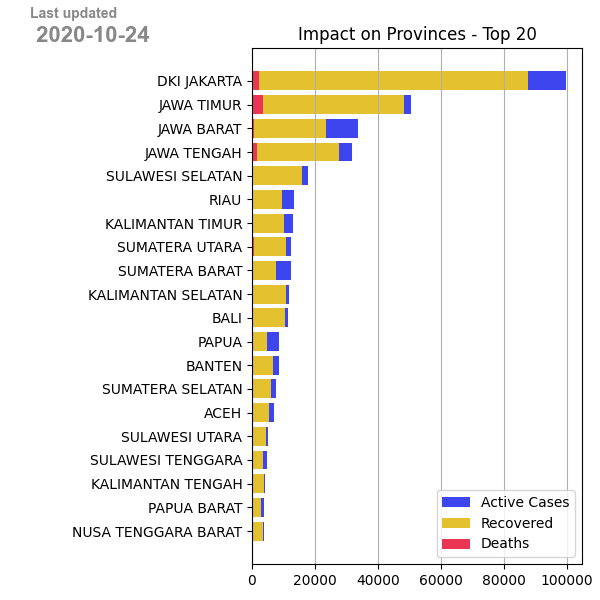 Last updated
2020-10-24
Impact on Provinces - Top 20
DKI JAKARTA
JAWA TIMUR
JAWA BARAT
JAWA TENGAH
SULAWESI SELATAN
RIAU
KALIMANTAN TIMUR
SUMATERA UTARA
SUMATERA BARAT
KALIMANTAN SELATAN
BALI
PAPUA
BANTEN
SUMATERA SELATAN
ACEH
SULAWESI UTARA
SULAWESI TENGGARA
KALIMANTAN TENGAH
PAPUA BARAT
NUSA TENGGARA BARAT
Active Cases
Recovered
Deaths
0 20000 40000 60000 80000 100000